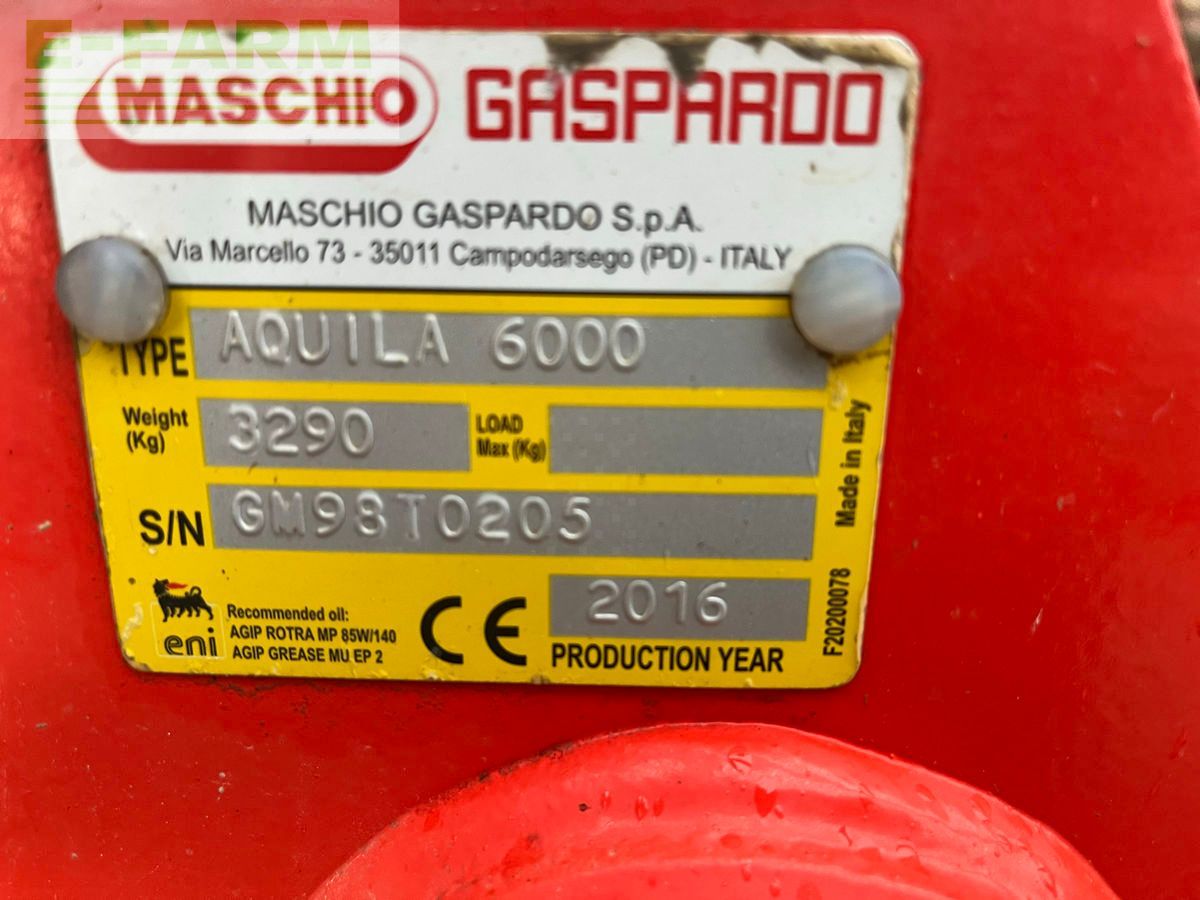 E-FARM
MASCHIO GASPARDO
MASCHIO GASPARDO S.p.A.
Via Marcello 73 - 35011 Campodarsego (PD) - ITALY
TYPE AQUILA 6000
Weight (Kg) 3290 LOAD Max (Kg)
S/N GM98T0205
eni
Recommended oil:
AGIP ROTRA MP 85W/140
AGIP GREASE MU EP 2
CE
2016
PRODUCTION YEAR
F20200078
Made in Italy